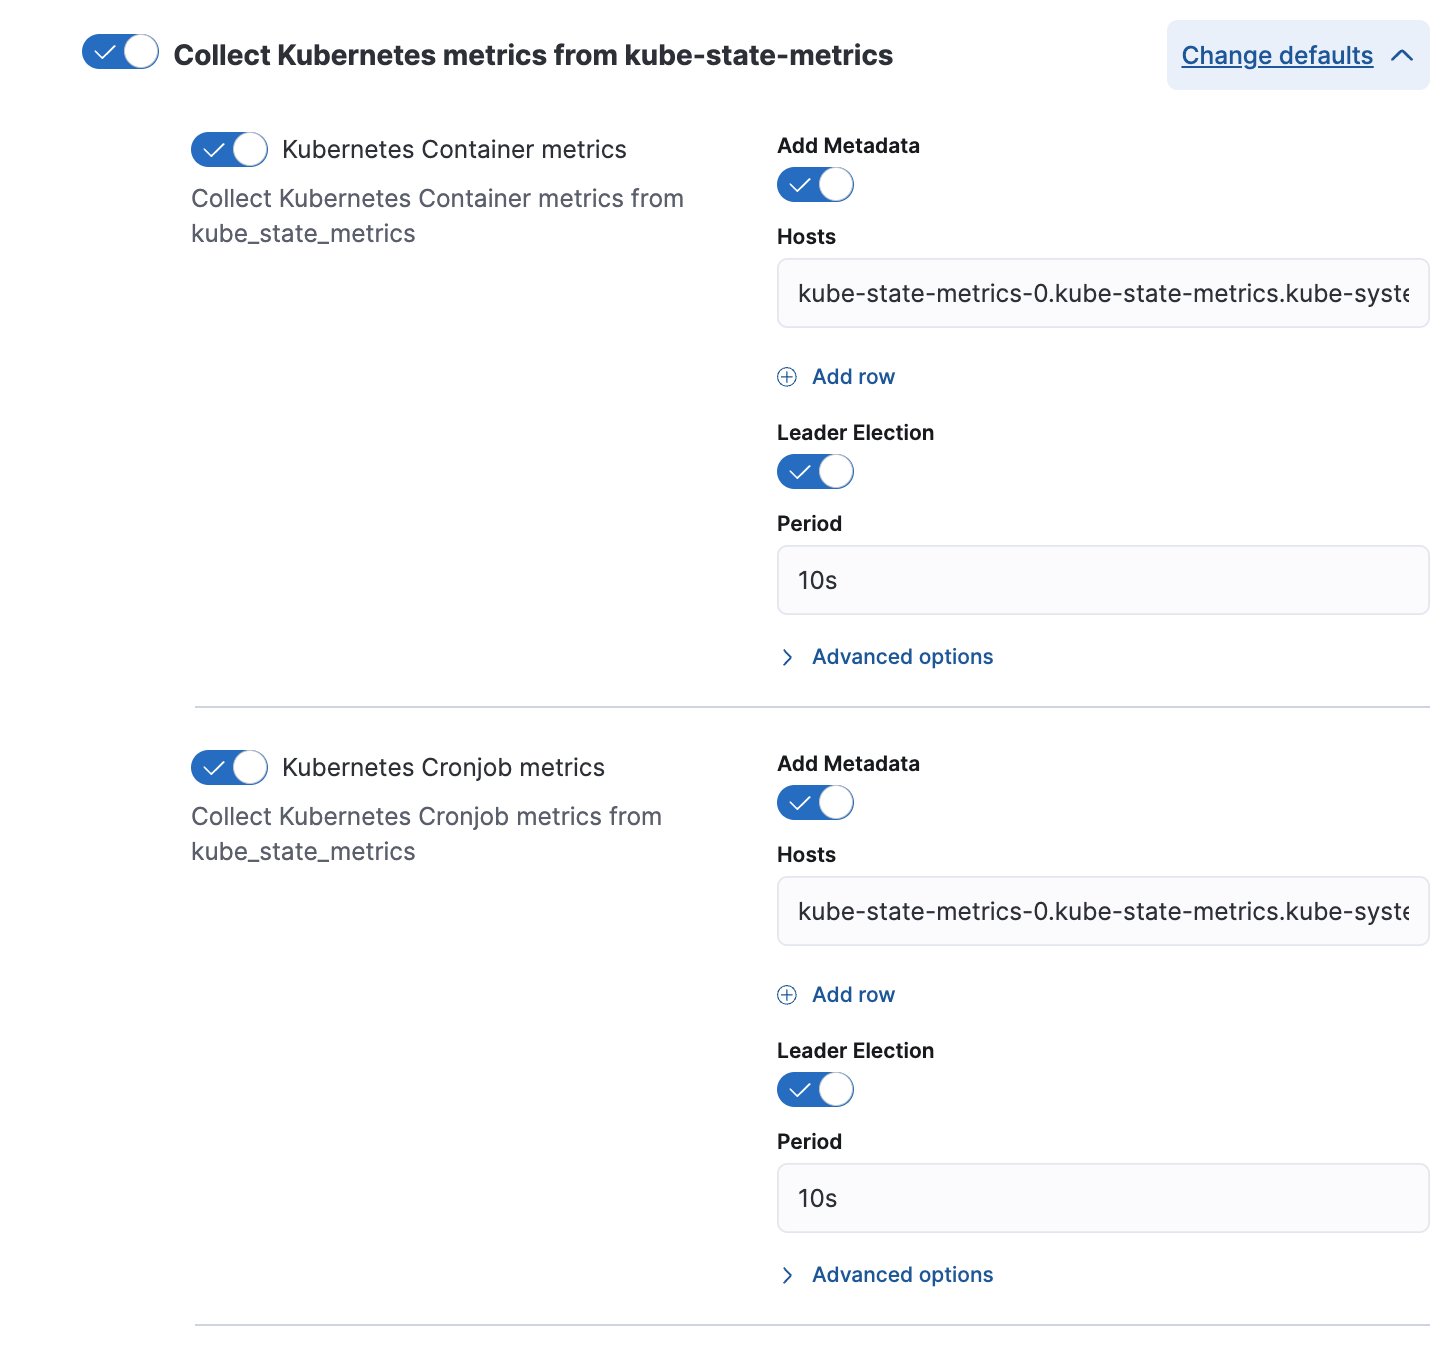 Collect Kubernetes metrics from kube-state-metrics
Change defaults
Kubernetes Container metrics
Collect Kubernetes Container metrics from
kube_state_metrics
Add Metadata
Hosts
kube-state-metrics-0.kube-state-metrics.kube-syste
Add row
Leader Election
Period
10s
Advanced options
Kubernetes Cronjob metrics
Collect Kubernetes Cronjob metrics from
kube_state_metrics
Add Metadata
Hosts
kube-state-metrics-0.kube-state-metrics.kube-syste
Add row
Leader Election
Period
10s
Advanced options